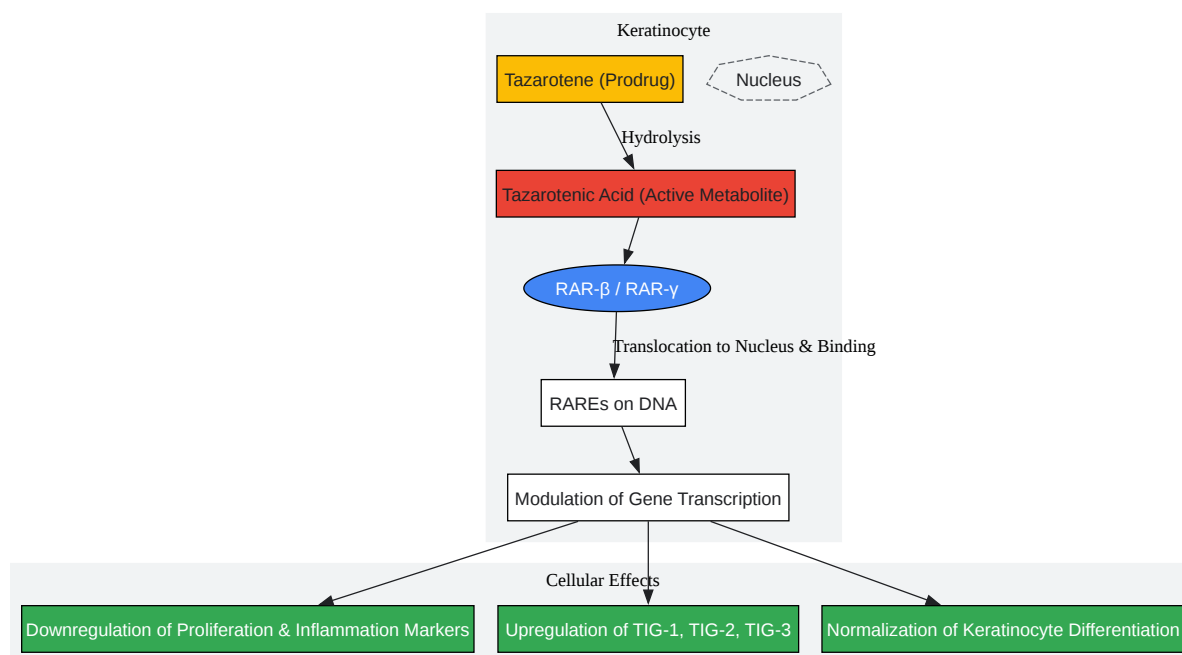 Keratinocyte
Tazarotene (Prodrug)
Nucleus
Hydrolysis
Tazarotenic Acid (Active Metabolite)
RAR-β / RAR-γ
Translocation to Nucleus & Binding
RAREs on DNA
Modulation of Gene Transcription
Cellular Effects
Downregulation of Proliferation & Inflammation Markers
Upregulation of TIG-1, TIG-2, TIG-3
Normalization of Keratinocyte Differentiation